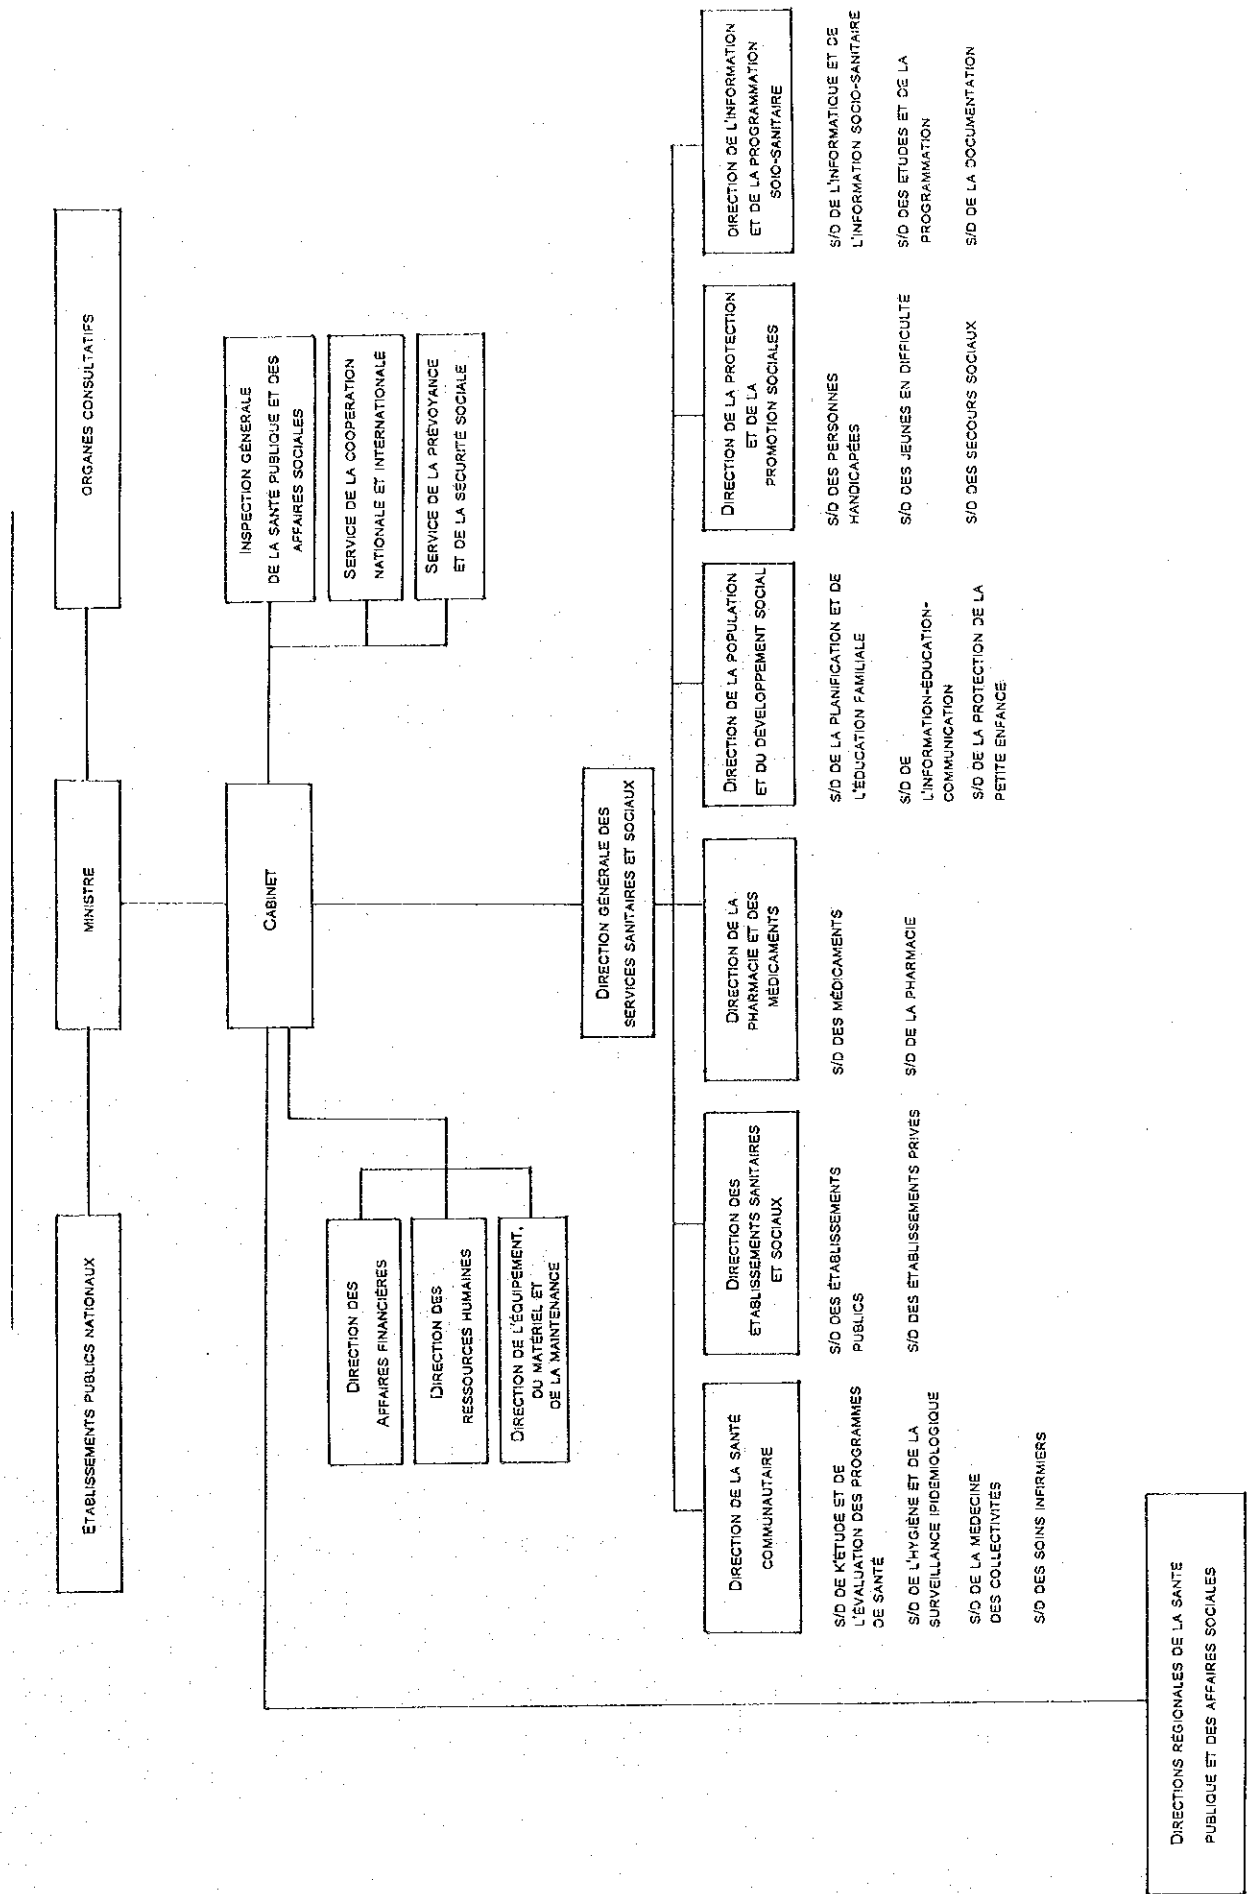 ÉTABLISSEMENTS PUBLICS NATIONAUX
MINISTRE
ORGANES CONSULTATIFS
CABINET
INSPECTION GÉNÉRALE
DE LA SANTÉ PUBLIQUE ET DES
AFFAIRES SOCIALES
SERVICE DE LA COOPÉRATION
NATIONALE ET INTERNATIONALE
SERVICE DE LA PRÉVOYANCE
ET DE LA SÉCURITÉ SOCIALE
DIRECTION DES
AFFAIRES FINANCIÈRES
DIRECTION DES
RESSOURCES HUMAINES
DIRECTION DE L'ÉQUIPEMENT,
DU MATÉRIEL ET
DE LA MAINTENANCE
DIRECTION GÉNÉRALE DES
SERVICES SANITAIRES ET SOCIAUX
DIRECTION DE LA SANTÉ
COMMUNAUTAIRE
S/D DE K'ÉTUDE ET DE
L'ÉVALUATION DES PROGRAMMES
DE SANTÉ
S/D DE L'HYGIÈNE ET DE LA
SURVEILLANCE IPIDEMIOLOGIQUE
S/D DE LA MEDECINE
DES COLLECTIVITÉS
S/D DES SOINS INFIRMIERS
DIRECTION DES
ÉTABLISSEMENTS SANITAIRES
ET SOCIAUX
S/D DES ÉTABLISSEMENTS
PUBLICS
S/D DES ÉTABLISSEMENTS PRIVÉS
DIRECTION DE LA
PHARMACIE ET DES
MÉDICAMENTS
S/D DES MÉDICAMENTS
S/D DE LA PHARMACIE
DIRECTION DE LA POPULATION
ET DU DÉVELOPPEMENT SOCIAL
S/D DE LA PLANIFICATION ET DE
L'ÉDUCATION FAMILIALE
S/D DE
L'INFORMATION-ÉDUCATION-
COMMUNICATION
S/D DE LA PROTECTION DE LA
PETITE ENFANCE
DIRECTION DE LA PROTECTION
ET DE LA
PROMOTION SOCIALES
S/D DES PERSONNES
HANDICAPÉES
S/D DES JEUNES EN DIFFICULTÉ
S/D DES SECOURS SOCIAUX
DIRECTION DE L'INFORMATION
ET DE LA PROGRAMMATION
SOIO-SANITAIRE
S/D DE L'INFORMATIQUE ET DE
L'INFORMATION SOCIO-SANITAIRE
S/D DES ETUDES ET DE LA
PROGRAMMATION
S/D DE LA DOCUMENTATION
DIRECTIONS RÉGIONALES DE LA SANTÉ
PUBLIQUE ET DES AFFAIRES SOCIALES